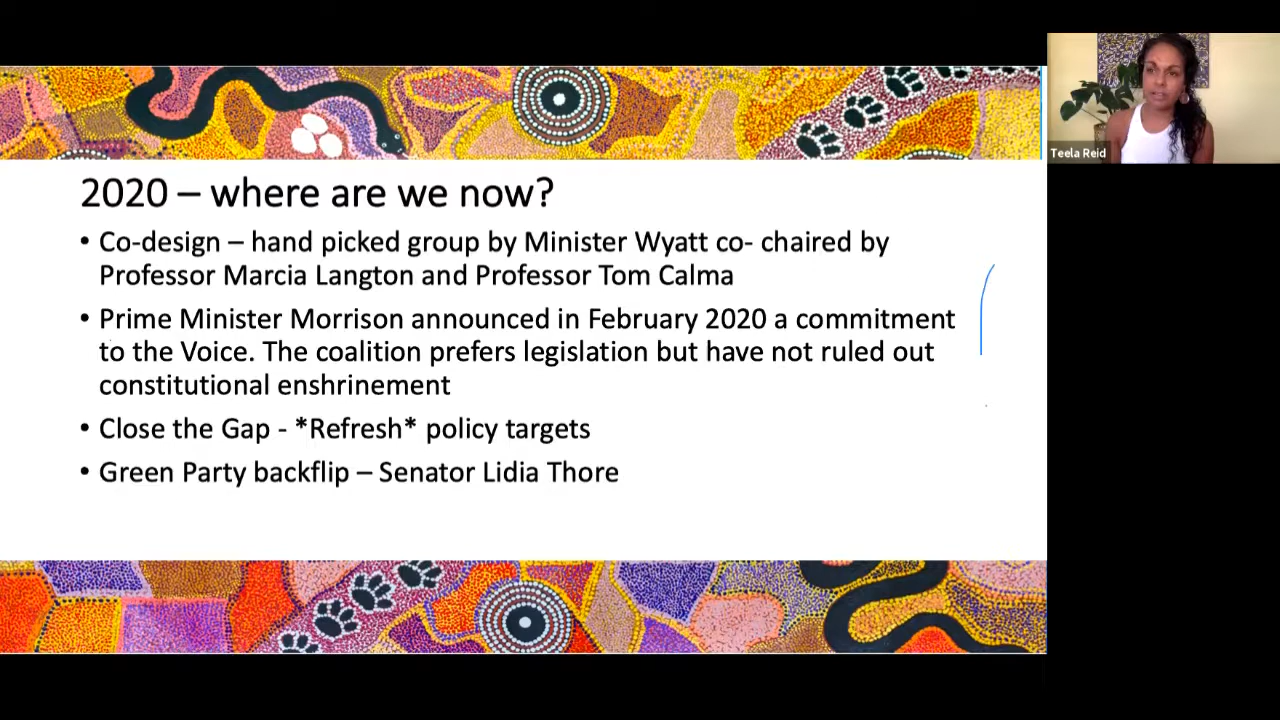 2020 – where are we now?
• Co-design – hand picked group by Minister Wyatt co- chaired by
Professor Marcia Langton and Professor Tom Calma
• Prime Minister Morrison announced in February 2020 a commitment
to the Voice. The coalition prefers legislation but have not ruled out
constitutional enshrinement
• Close the Gap - *Refresh* policy targets
• Green Party backflip – Senator Lidia Thore
Teela Reid